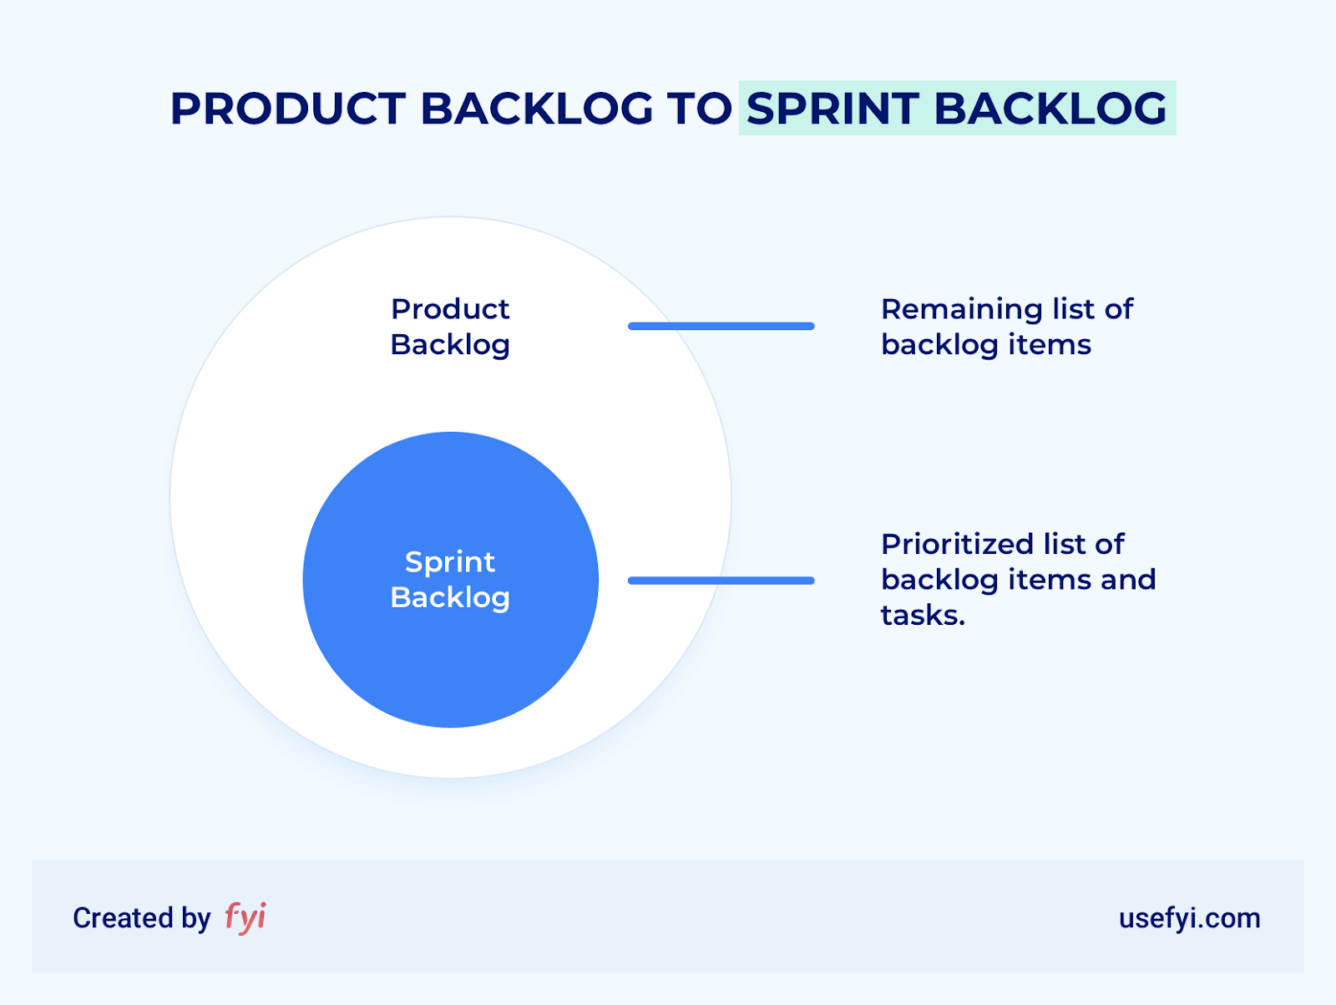 PRODUCT BACKLOG TO SPRINT BACKLOG
Product
Backlog
Remaining list of
backlog items
Sprint
Backlog
Prioritized list of
backlog items and
tasks.
Created by fyi
usefyi.com